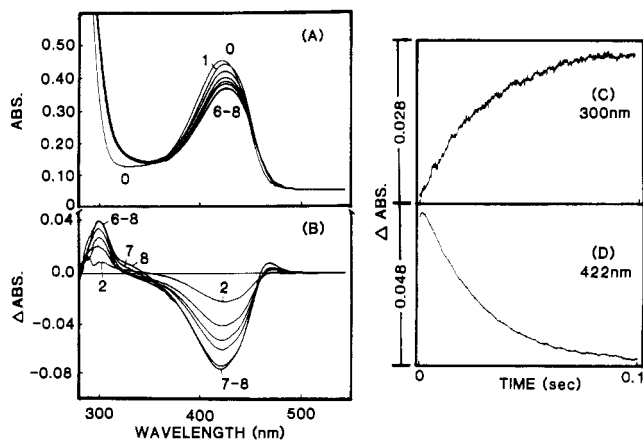 (A)
0.50
0.40
0.30
0.20
0.10
0
ABS.
1
0
6-8
0
(B)
0.04
0.0
-0.04
-0.08
Δ ABS.
6-8
7
8
2
2
7-8
300
400
500
WAVELENGTH (nm)
(C)
300nm
0.028
Δ ABS.
(D)
422nm
0.048
0
0.1
TIME (sec)